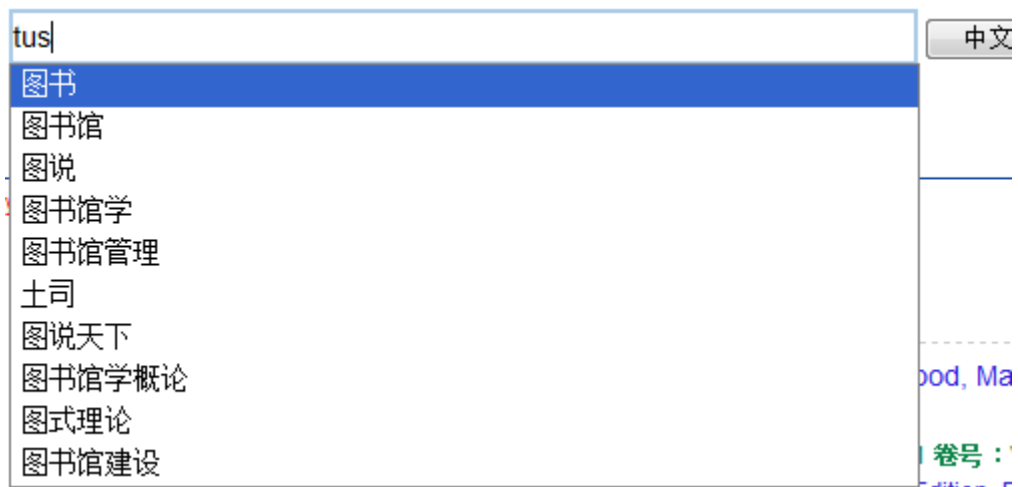 tus
中文
图书
图书馆
图说
图书馆学
图书馆管理
土司
图说天下
图书馆学概论
ood, Ma
图式理论
图书馆建设
卷号：